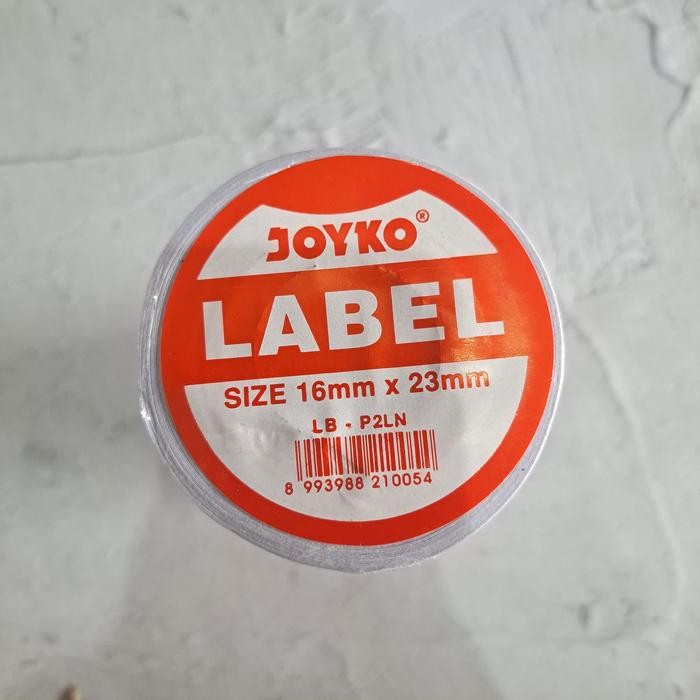 JOYKO®
LABEL
SIZE 16mm x 23mm
LB - P2LN
8 993988 210054